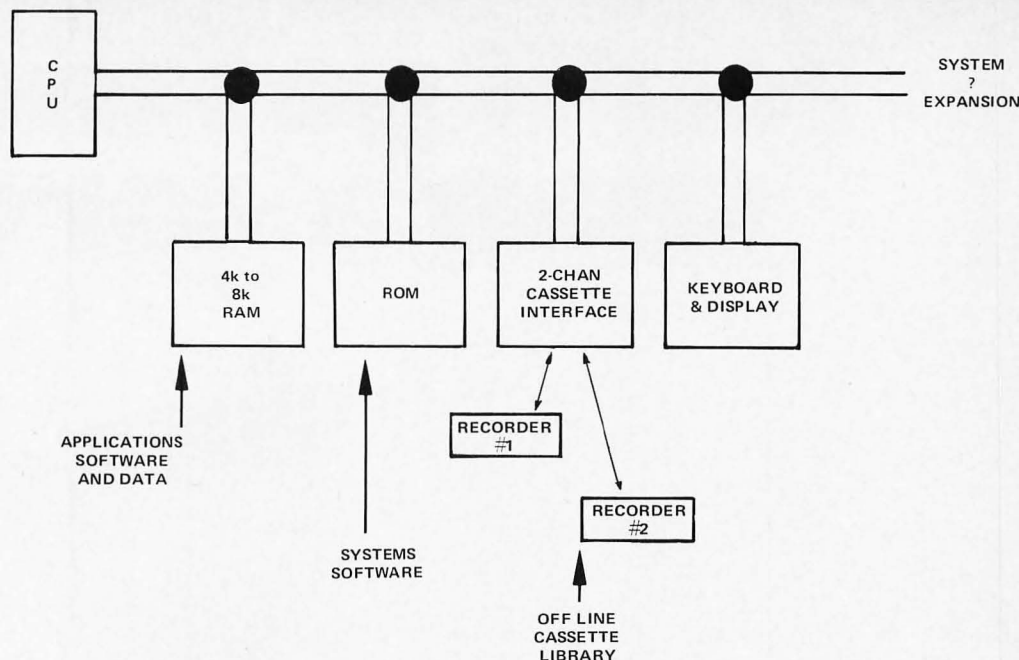 C
P
U
SYSTEM
?
EXPANSION
4k to
8k
RAM
ROM
2-CHAN
CASSETTE
INTERFACE
KEYBOARD
& DISPLAY
RECORDER
#1
APPLICATIONS
SOFTWARE
AND DATA
RECORDER
#2
SYSTEMS
SOFTWARE
OFF LINE
CASSETTE
LIBRARY